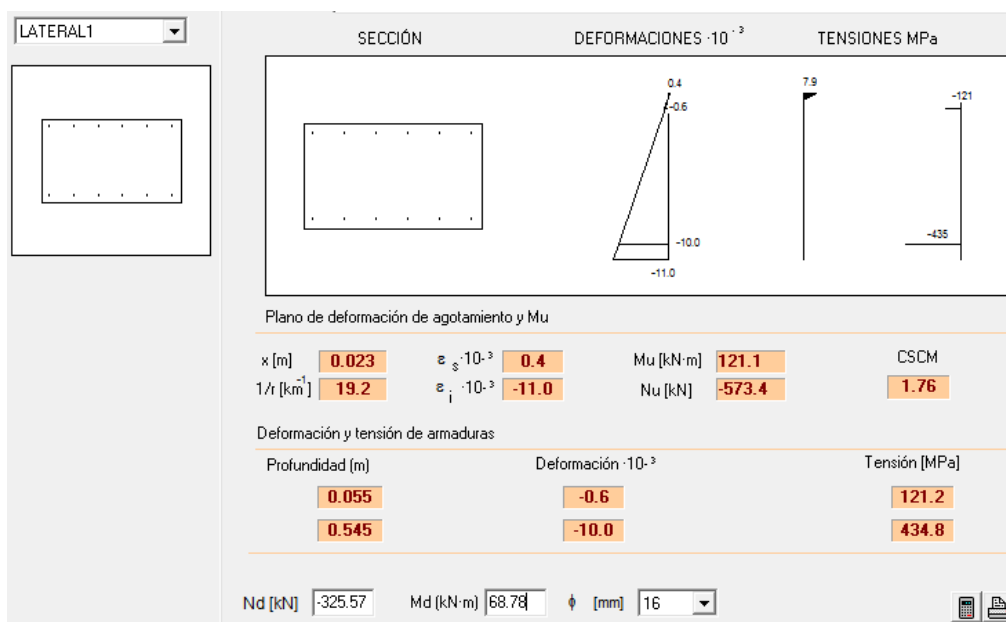 LATERAL1
SECCIÓN DEFORMACIONES ·10⁻³ TENSIONES MPa
0.4
-0.6
-10.0
-11.0
7.9
-121
-435
Plano de deformación de agotamiento y Mu
x [m] 0.023 ε s ·10-³ 0.4 Mu [kN·m] 121.1 CSCM
1/r [km⁻¹] 19.2 ε i ·10-³ -11.0 Nu [kN] -573.4 1.76
Deformación y tensión de armaduras
Profundidad (m) Deformación ·10-³ Tensión [MPa]
0.055 -0.6 121.2
0.545 -10.0 434.8
Nd [kN] -325.57 Md (kN·m) 68.78 ϕ [mm] 16